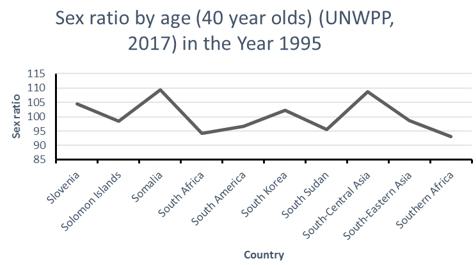 Sex ratio by age (40 year olds) (UNWPP,
2017) in the Year 1995
Sex ratio
115
110
105
100
95
90
85
Slovenia
Solomon Islands
Somalia
South Africa
South America
South Korea
South Sudan
South-Central Asia
South-Eastern Asia
Southern Africa
Country